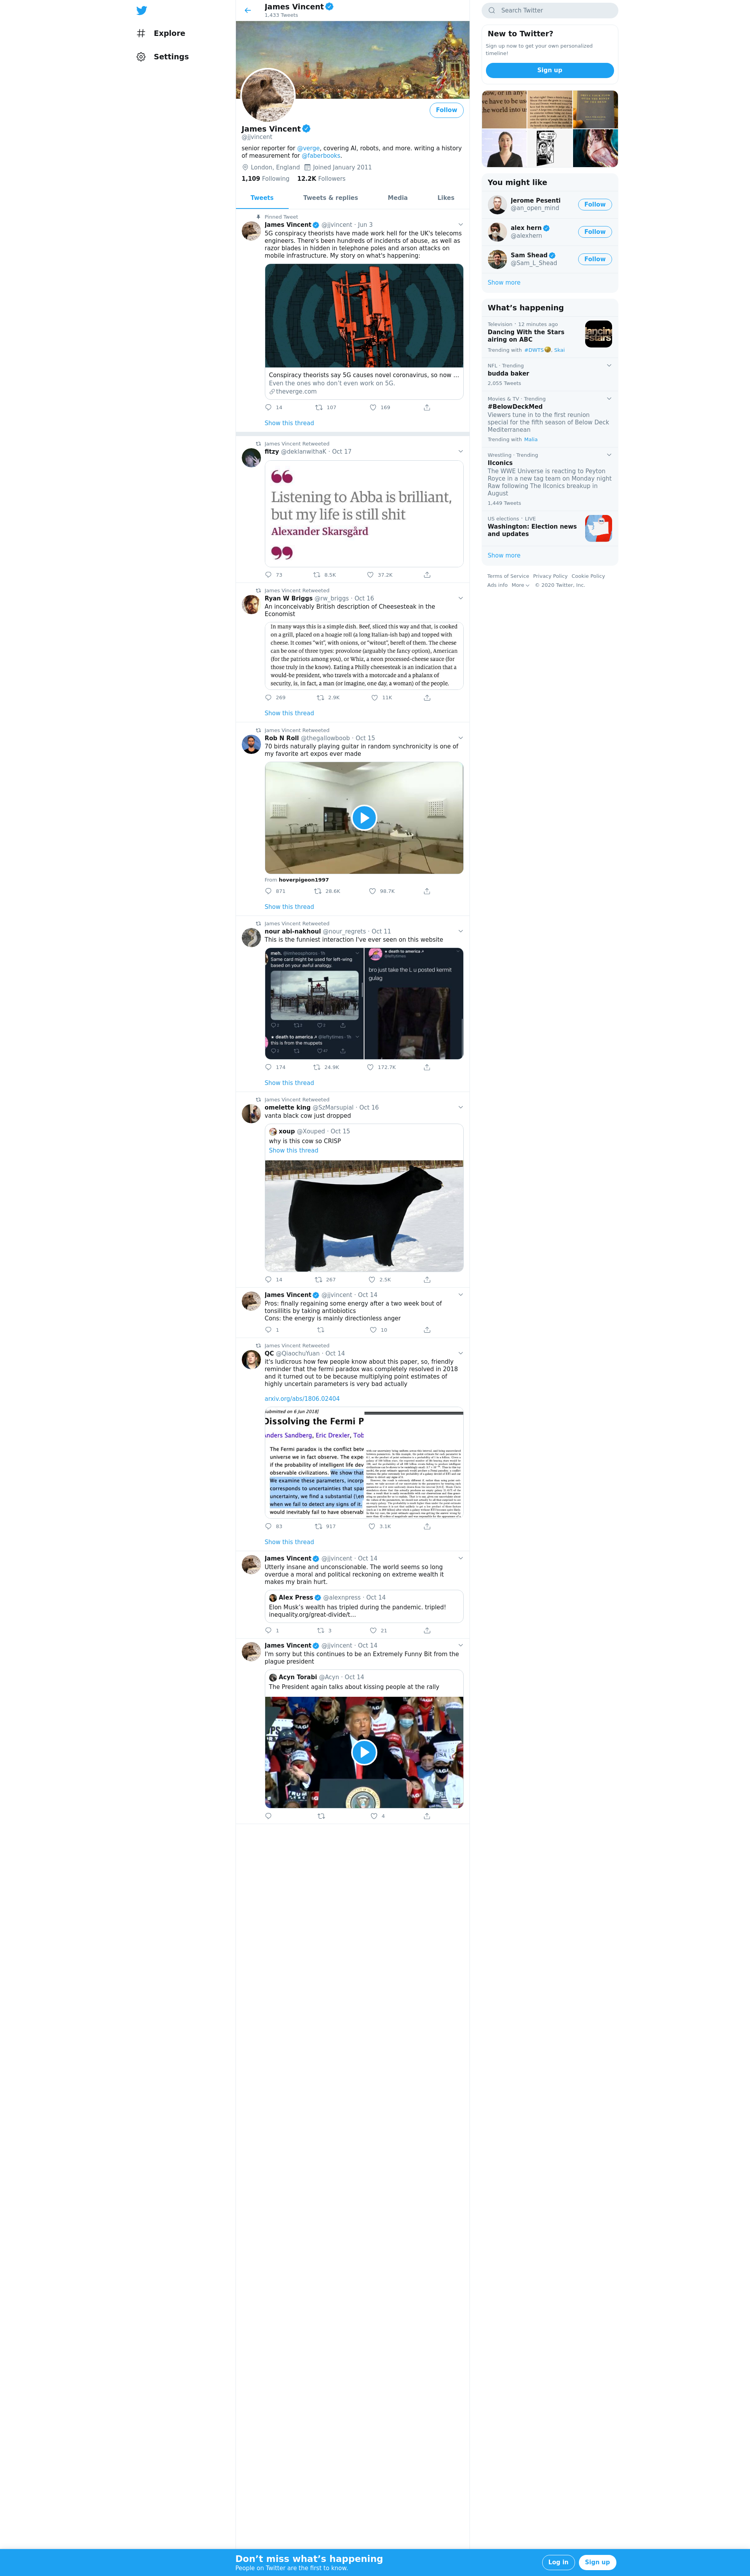 Explore
Settings
James Vincent
1,433 Tweets
Follow
James Vincent
@jjvincent
senior reporter for @verge, covering AI, robots, and more. writing a history
of measurement for @faberbooks.
London, England Joined January 2011
1,109 Following 12.2K Followers
Tweets Tweets & replies Media Likes
Pinned Tweet
James Vincent @jjvincent · Jun 3
5G conspiracy theorists have made work hell for the UK's telecoms
engineers. There's been hundreds of incidents of abuse, as well as
razor blades in hidden in telephone poles and arson attacks on
mobile infrastructure. My story on what's happening:
Conspiracy theorists say 5G causes novel coronavirus, so now …
Even the ones who don't even work on 5G.
theverge.com
14 107 169
Show this thread
James Vincent Retweeted
fitzy @deklanwithaK · Oct 17
Listening to Abba is brilliant,
but my life is still shit
Alexander Skarsgård
73 8.5K 37.2K
James Vincent Retweeted
Ryan W Briggs @rw_briggs · Oct 16
An inconceivably British description of Cheesesteak in the
Economist
In many ways this is a simple dish. Beef, sliced this way and that, is cooked
on a grill, placed on a hoagie roll (a long Italian-ish bap) and topped with
cheese. It comes "wit", with onions, or "witout", bereft of them. The cheese
can be one of three types: provolone (arguably the fancy option), American
(for the patriots among you), or Whiz, a neon processed-cheese sauce (for
those truly in the know). Eating a Philly cheesesteak is an indication that a
would-be president, who travels with a motorcade and a phalanx of
security, is, in fact, a man (or imagine, one day, a woman) of the people.
269 2.9K 11K
Show this thread
James Vincent Retweeted
Rob N Roll @thegallowboob · Oct 15
70 birds naturally playing guitar in random synchronicity is one of
my favorite art expos ever made
From hoverpigeon1997
871 28.6K 98.7K
Show this thread
James Vincent Retweeted
nour abi-nakhoul @nour_regrets · Oct 11
This is the funniest interaction I've ever seen on this website
meh.
Same card might be used for left-wing
based on your awful analogy.
death to america
this is from the muppets
death to america
bro just take the L u posted kermit
gulag
174 24.9K 172.7K
Show this thread
James Vincent Retweeted
omelette king @SzMarsupial · Oct 16
vanta black cow just dropped
xoup @Xouped · Oct 15
why is this cow so CRISP
Show this thread
14 267 2.5K
James Vincent @jjvincent · Oct 14
Pros: finally regaining some energy after a two week bout of
tonsillitis by taking antiobiotics
Cons: the energy is mainly directionless anger
1 10
James Vincent Retweeted
QC @QiaochuYuan · Oct 14
it's ludicrous how few people know about this paper, so, friendly
reminder that the fermi paradox was completely resolved in 2018
and it turned out to be because multiplying point estimates of
highly uncertain parameters is very bad actually
arxiv.org/abs/1806.02404
submitted on 6 Jun 2018]
Dissolving the Fermi P
Anders Sandberg, Eric Drexler, Tob
The Fermi paradox is the conflict betw
universe we in fact observe. The expe
if the probability of intelligent life dev
observable civilizations. We show that
We examine these parameters, incorp
corresponds to uncertainties that spa
uncertainty, we find a substantial (\em
when we fail to detect any signs of it.
would inevitably fail to have observab
83 917 3.1K
Show this thread
James Vincent @jjvincent · Oct 14
Utterly insane and unconscionable. The world seems so long
overdue a moral and political reckoning on extreme wealth it
makes my brain hurt.
Alex Press @alexnpress · Oct 14
Elon Musk's wealth has tripled during the pandemic. tripled!
inequality.org/great-divide/t…
1 3 21
James Vincent @jjvincent · Oct 14
I'm sorry but this continues to be an Extremely Funny Bit from the
plague president
Acyn Torabi @Acyn · Oct 14
The President again talks about kissing people at the rally
4
Search Twitter
New to Twitter?
Sign up now to get your own personalized
timeline!
Sign up
You might like
Jerome Pesenti
@an_open_mind
Follow
alex hern
@alexhern
Follow
Sam Shead
@Sam_L_Shead
Follow
Show more
What's happening
Television · 12 minutes ago
Dancing With the Stars
airing on ABC
Trending with #DWTS, Skai
NFL · Trending
budda baker
2,055 Tweets
Movies & TV · Trending
#BelowDeckMed
Viewers tune in to the first reunion
special for the fifth season of Below Deck
Mediterranean
Trending with Malia
Wrestling · Trending
IIconics
The WWE Universe is reacting to Peyton
Royce in a new tag team on Monday night
Raw following The IIconics breakup in
August
1,449 Tweets
US elections · LIVE
Washington: Election news
and updates
Show more
Terms of Service Privacy Policy Cookie Policy
Ads info More © 2020 Twitter, Inc.
Don't miss what's happening
People on Twitter are the first to know.
Log in Sign up